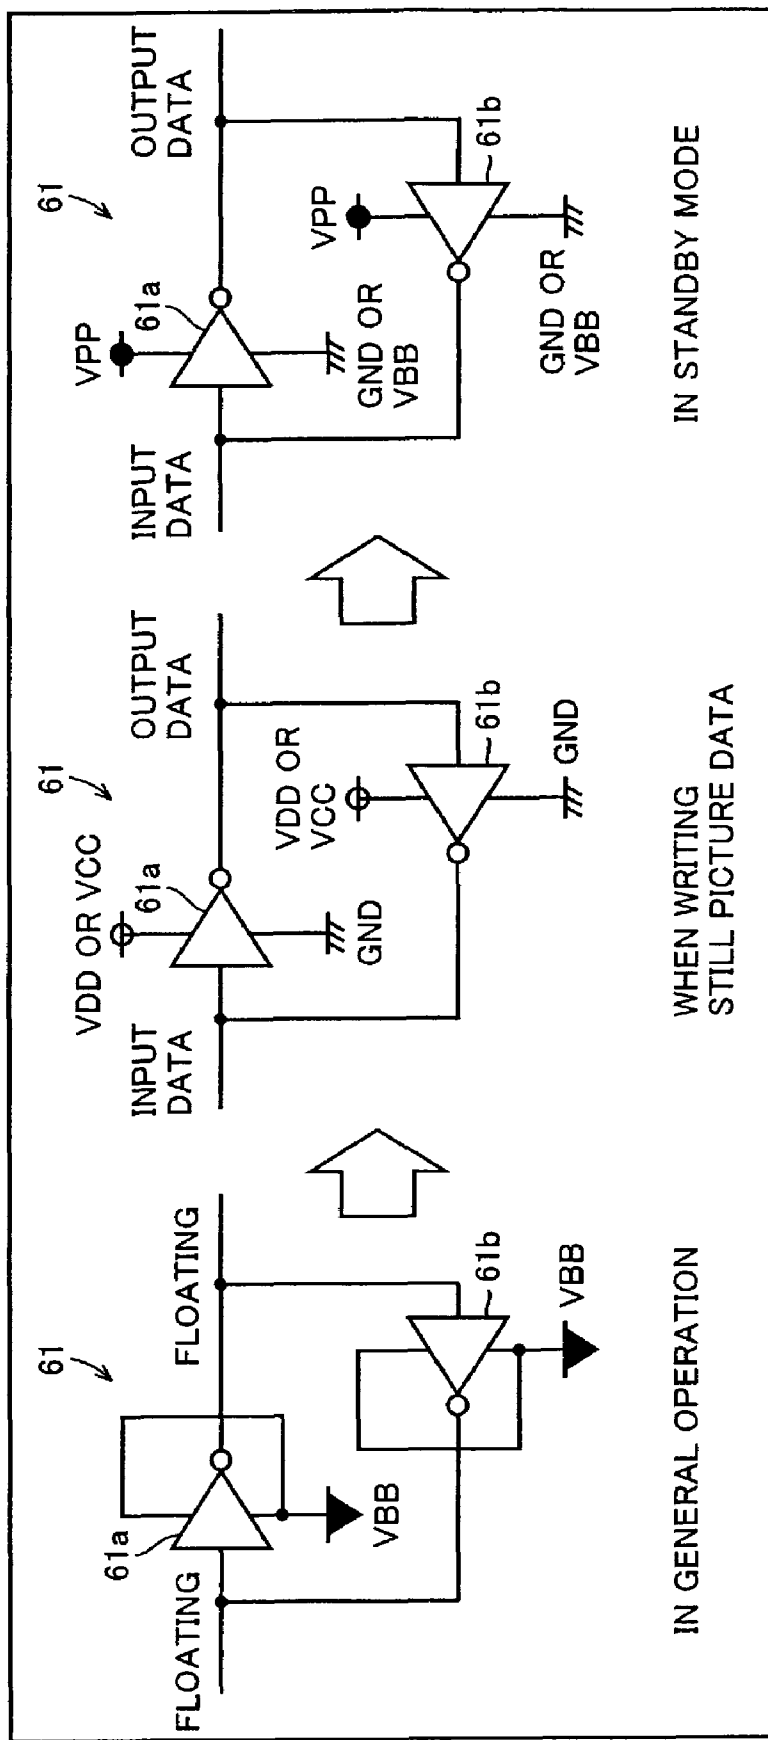 61
FLOATING
61a
FLOATING
VBB
61b
VBB
IN GENERAL OPERATION
61
VDD OR VCC
INPUT
DATA
61a
OUTPUT
DATA
GND
VDD OR
VCC
61b
GND
WHEN WRITING
STILL PICTURE DATA
61
VPP
INPUT
DATA
61a
OUTPUT
DATA
GND OR
VBB
VPP
61b
GND OR
VBB
IN STANDBY MODE